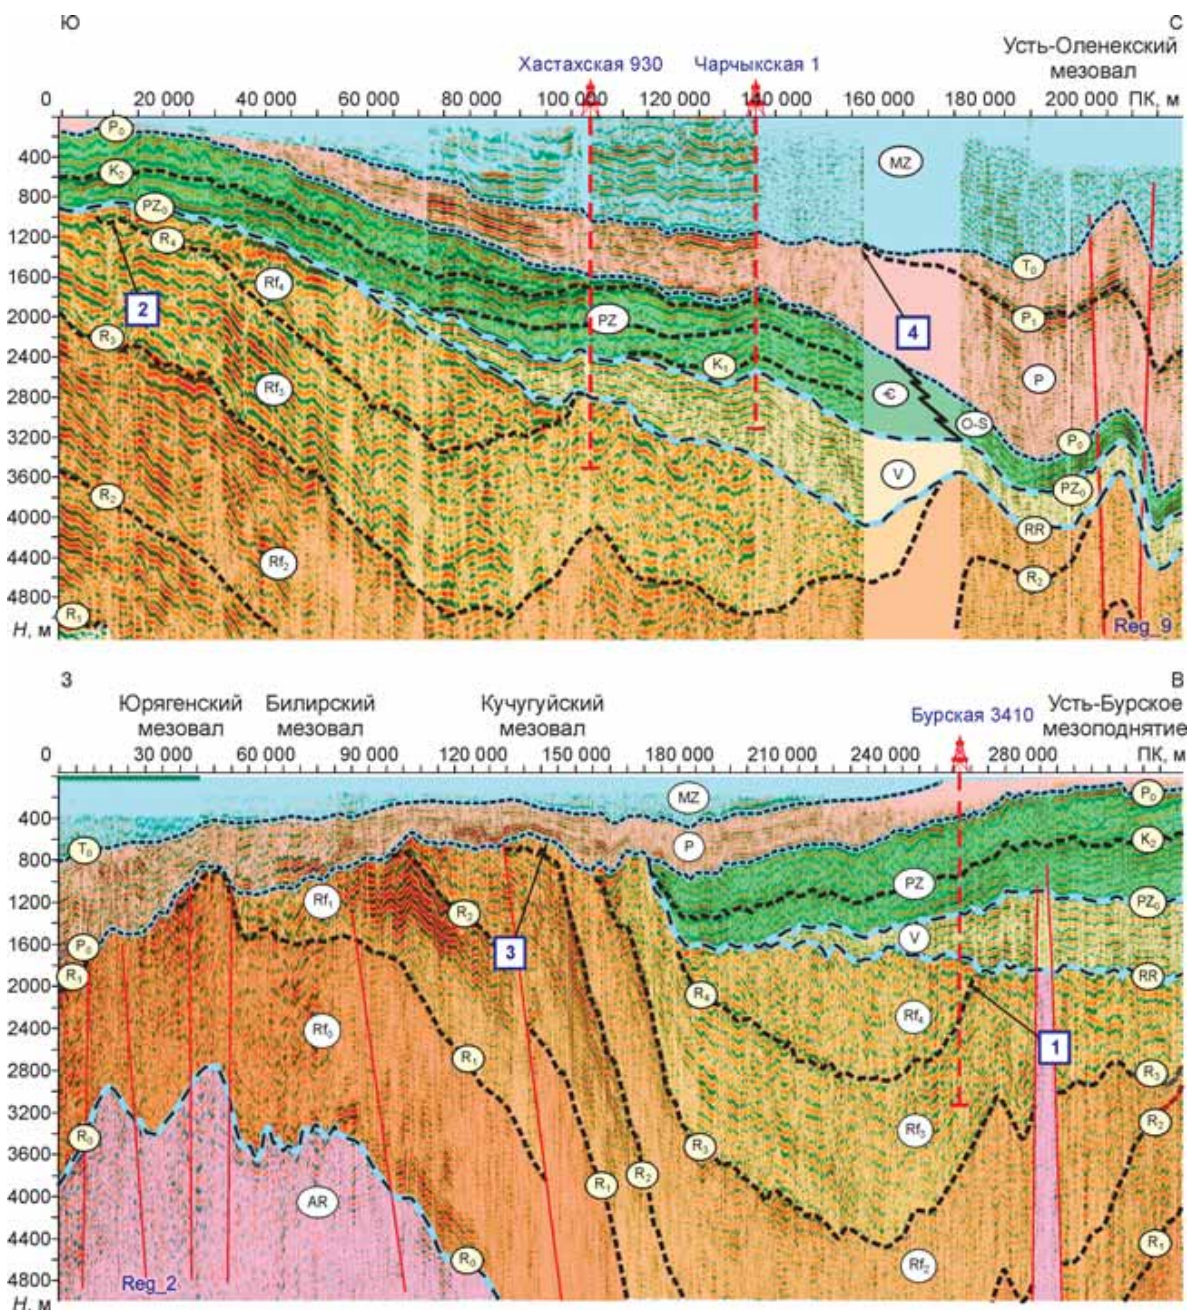 Ю
С
Усть-Оленекский
мезовал
Хастахская 930
Чарчыкская 1
0
20 000
40 000
60 000
80 000
100 000
120 000
140 000
160 000
180 000
200 000
ПК, м
P₀
400
MZ
K₂
800
PZ₀
1200
R₄
T₀
1600
Rf₄
2
P₁
2000
PZ
4
R₃
2400
K₁
P
Rf₃
Є
2800
O-S
3200
P₀
V
3600
PZ₀
R₂
4000
RR
4400
Rf₂
R₂
4800
R₁
Н, м
Reg_9
З
В
Юрягенский
мезовал
Билирский
мезовал
Кучугуйский
мезовал
Бурская 3410
Усть-Бурское
мезоподнятие
0
30 000
60 000
90 000
120 000
150 000
180 000
210 000
240 000
280 000
ПК, м
MZ
P₀
400
T₀
P
K₂
800
PZ
Rf₁
PZ₀
1200
R₂
P₀
V
1600
3
R₁
RR
2000
R₄
Rf₅
Rf₄
2400
1
R₁
2800
R₃
3200
R₂
R₀
Rf₃
R₃
3600
R₂
R₁
4000
AR
4400
R₁
R₀
Rf₂
4800
Reg_2
Н, м